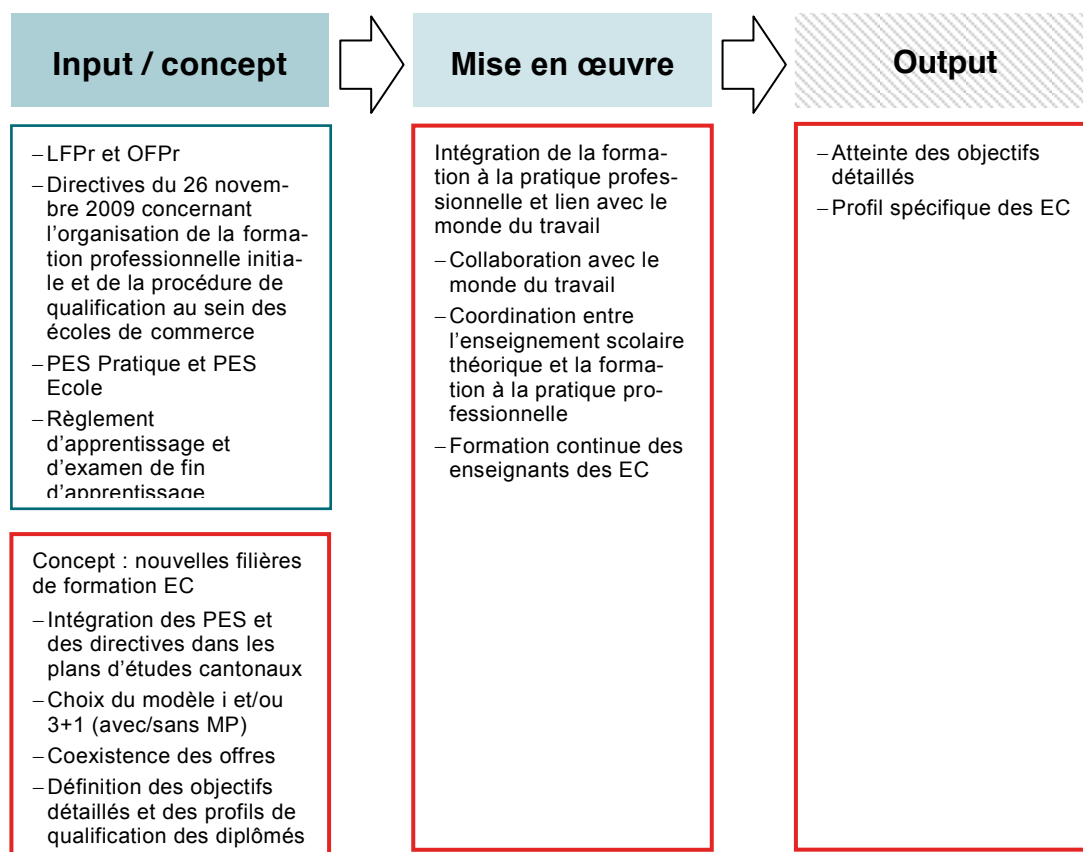 Input / concept
Mise en œuvre
Output
–LFPr et OFPr
–Directives du 26 novem-
bre 2009 concernant
l'organisation de la forma-
tion professionnelle initia-
le et de la procédure de
qualification au sein des
écoles de commerce
–PES Pratique et PES
Ecole
–Règlement
d'apprentissage et
d'examen de fin
d'apprentissage
Concept : nouvelles filières
de formation EC
–Intégration des PES et
des directives dans les
plans d'études cantonaux
–Choix du modèle i et/ou
3+1 (avec/sans MP)
–Coexistence des offres
–Définition des objectifs
détaillés et des profils de
qualification des diplômés
Intégration de la forma-
tion à la pratique profes-
sionnelle et lien avec le
monde du travail
–Collaboration avec le
monde du travail
–Coordination entre
l'enseignement scolaire
théorique et la forma-
tion à la pratique pro-
fessionnelle
–Formation continue des
enseignants des EC
–Atteinte des objectifs
détaillés
–Profil spécifique des EC